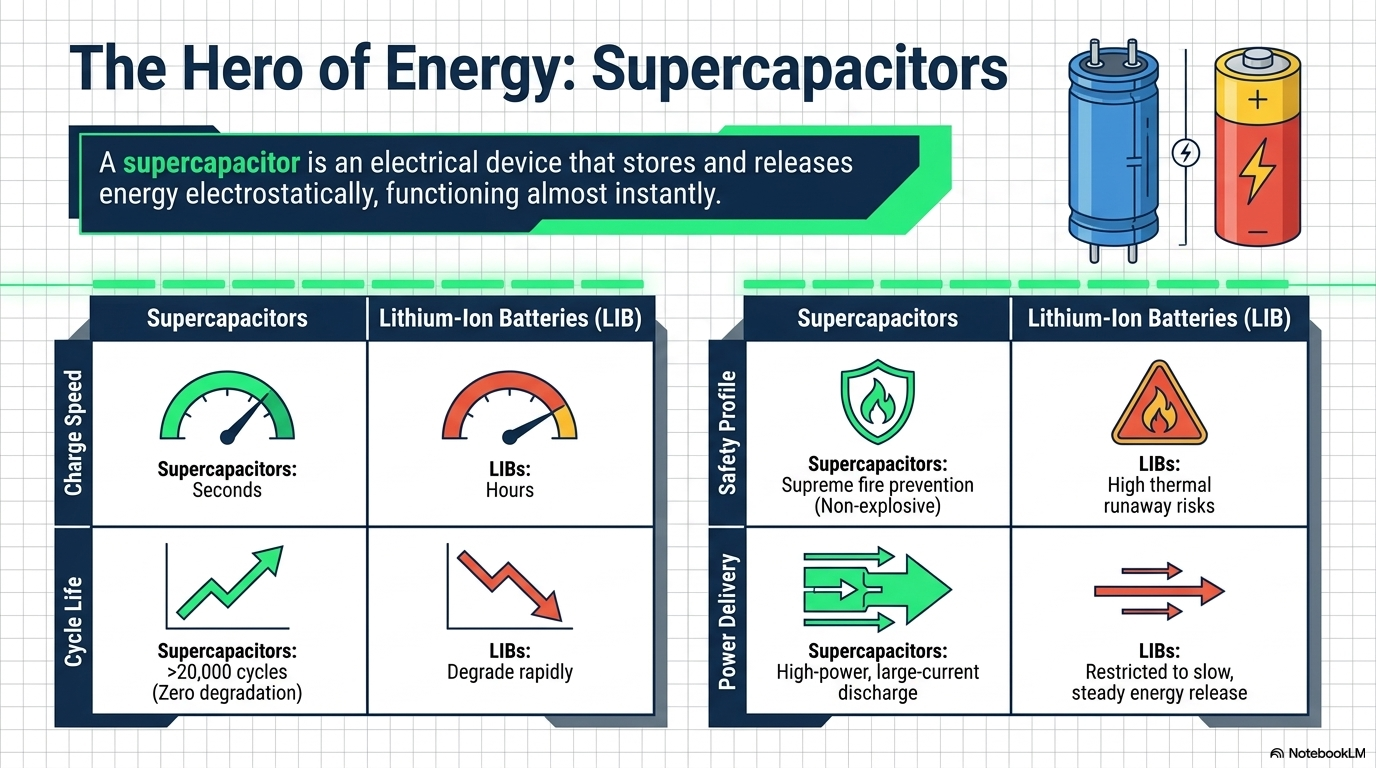 The Hero of Energy: Supercapacitors
A supercapacitor is an electrical device that stores and releases
energy electrostatically, functioning almost instantly.
Supercapacitors
Lithium-Ion Batteries (LIB)
Charge Speed
Supercapacitors:
Seconds
LIBs:
Hours
Cycle Life
Supercapacitors:
>20,000 cycles
(Zero degradation)
LIBs:
Degrade rapidly
Supercapacitors
Lithium-Ion Batteries (LIB)
Safety Profile
Supercapacitors:
Supreme fire prevention
(Non-explosive)
LIBs:
High thermal
runaway risks
Power Delivery
Supercapacitors:
High-power, large-current
discharge
LIBs:
Restricted to slow,
steady energy release
NotebookLM